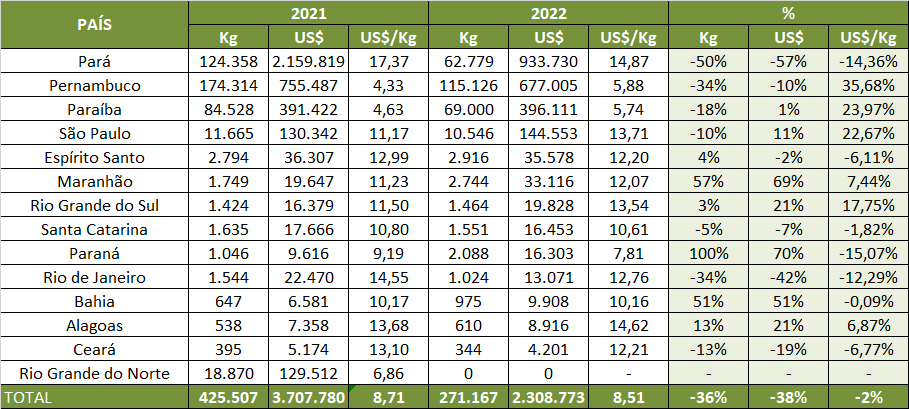 PAÍS 2021 2022 %
Kg US$ US$/Kg Kg US$ US$/Kg Kg US$ US$/Kg
Pará 124.358 2.159.819 17,37 62.779 933.730 14,87 -50% -57% -14,36%
Pernambuco 174.314 755.487 4,33 115.126 677.005 5,88 -34% -10% 35,68%
Paraíba 84.528 391.422 4,63 69.000 396.111 5,74 -18% 1% 23,97%
São Paulo 11.665 130.342 11,17 10.546 144.553 13,71 -10% 11% 22,67%
Espírito Santo 2.794 36.307 12,99 2.916 35.578 12,20 4% -2% -6,11%
Maranhão 1.749 19.647 11,23 2.744 33.116 12,07 57% 69% 7,44%
Rio Grande do Sul 1.424 16.379 11,50 1.464 19.828 13,54 3% 21% 17,75%
Santa Catarina 1.635 17.666 10,80 1.551 16.453 10,61 -5% -7% -1,82%
Paraná 1.046 9.616 9,19 2.088 16.303 7,81 100% 70% -15,07%
Rio de Janeiro 1.544 22.470 14,55 1.024 13.071 12,76 -34% -42% -12,29%
Bahia 647 6.581 10,17 975 9.908 10,16 51% 51% -0,09%
Alagoas 538 7.358 13,68 610 8.916 14,62 13% 21% 6,87%
Ceará 395 5.174 13,10 344 4.201 12,21 -13% -19% -6,77%
Rio Grande do Norte 18.870 129.512 6,86 0 0 - - - -
TOTAL 425.507 3.707.780 8,71 271.167 2.308.773 8,51 -36% -38% -2%